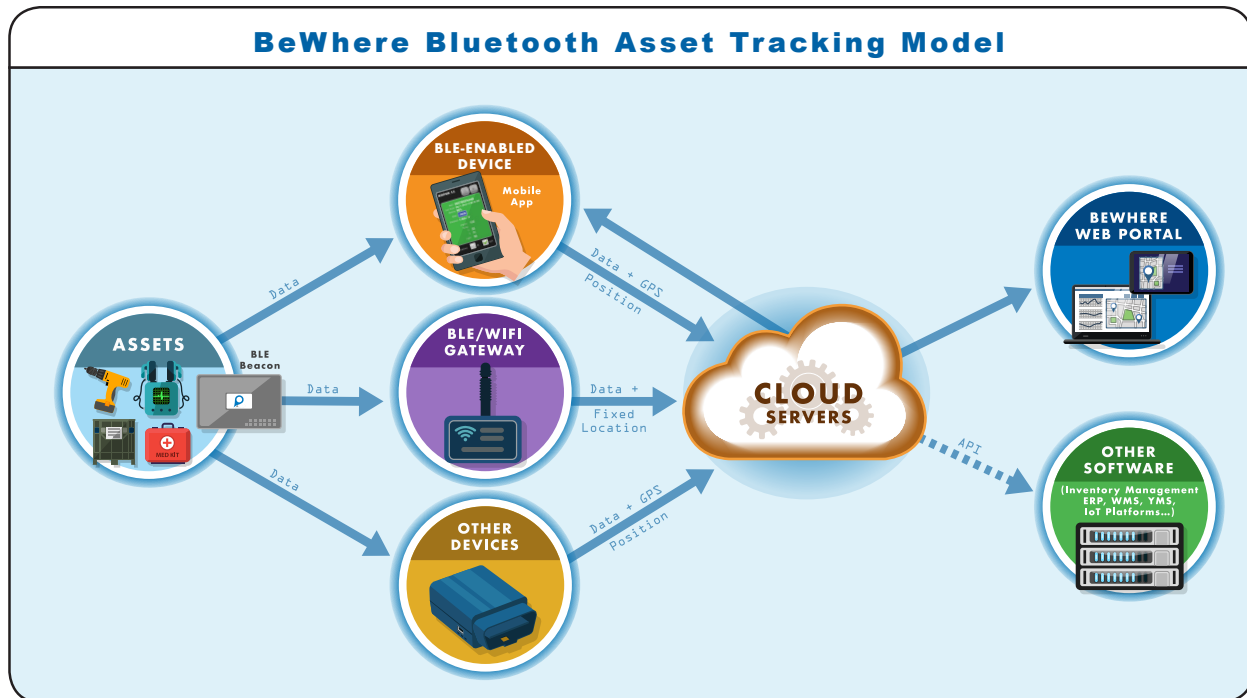 BeWhere Bluetooth Asset Tracking Model
BLE-ENABLED
DEVICE
Mobile
App
ASSETS
BLE
Beacon
MED KIT
Data
Data
Data
BLE/WIFI
GATEWAY
OTHER
DEVICES
Data + GPS
Position
Data +
Fixed
Location
Data + GPS
Position
CLOUD
SERVERS
API
BEWHERE
WEB PORTAL
OTHER
SOFTWARE
(Inventory Management
ERP, WMS, YMS,
IoT Platforms...)